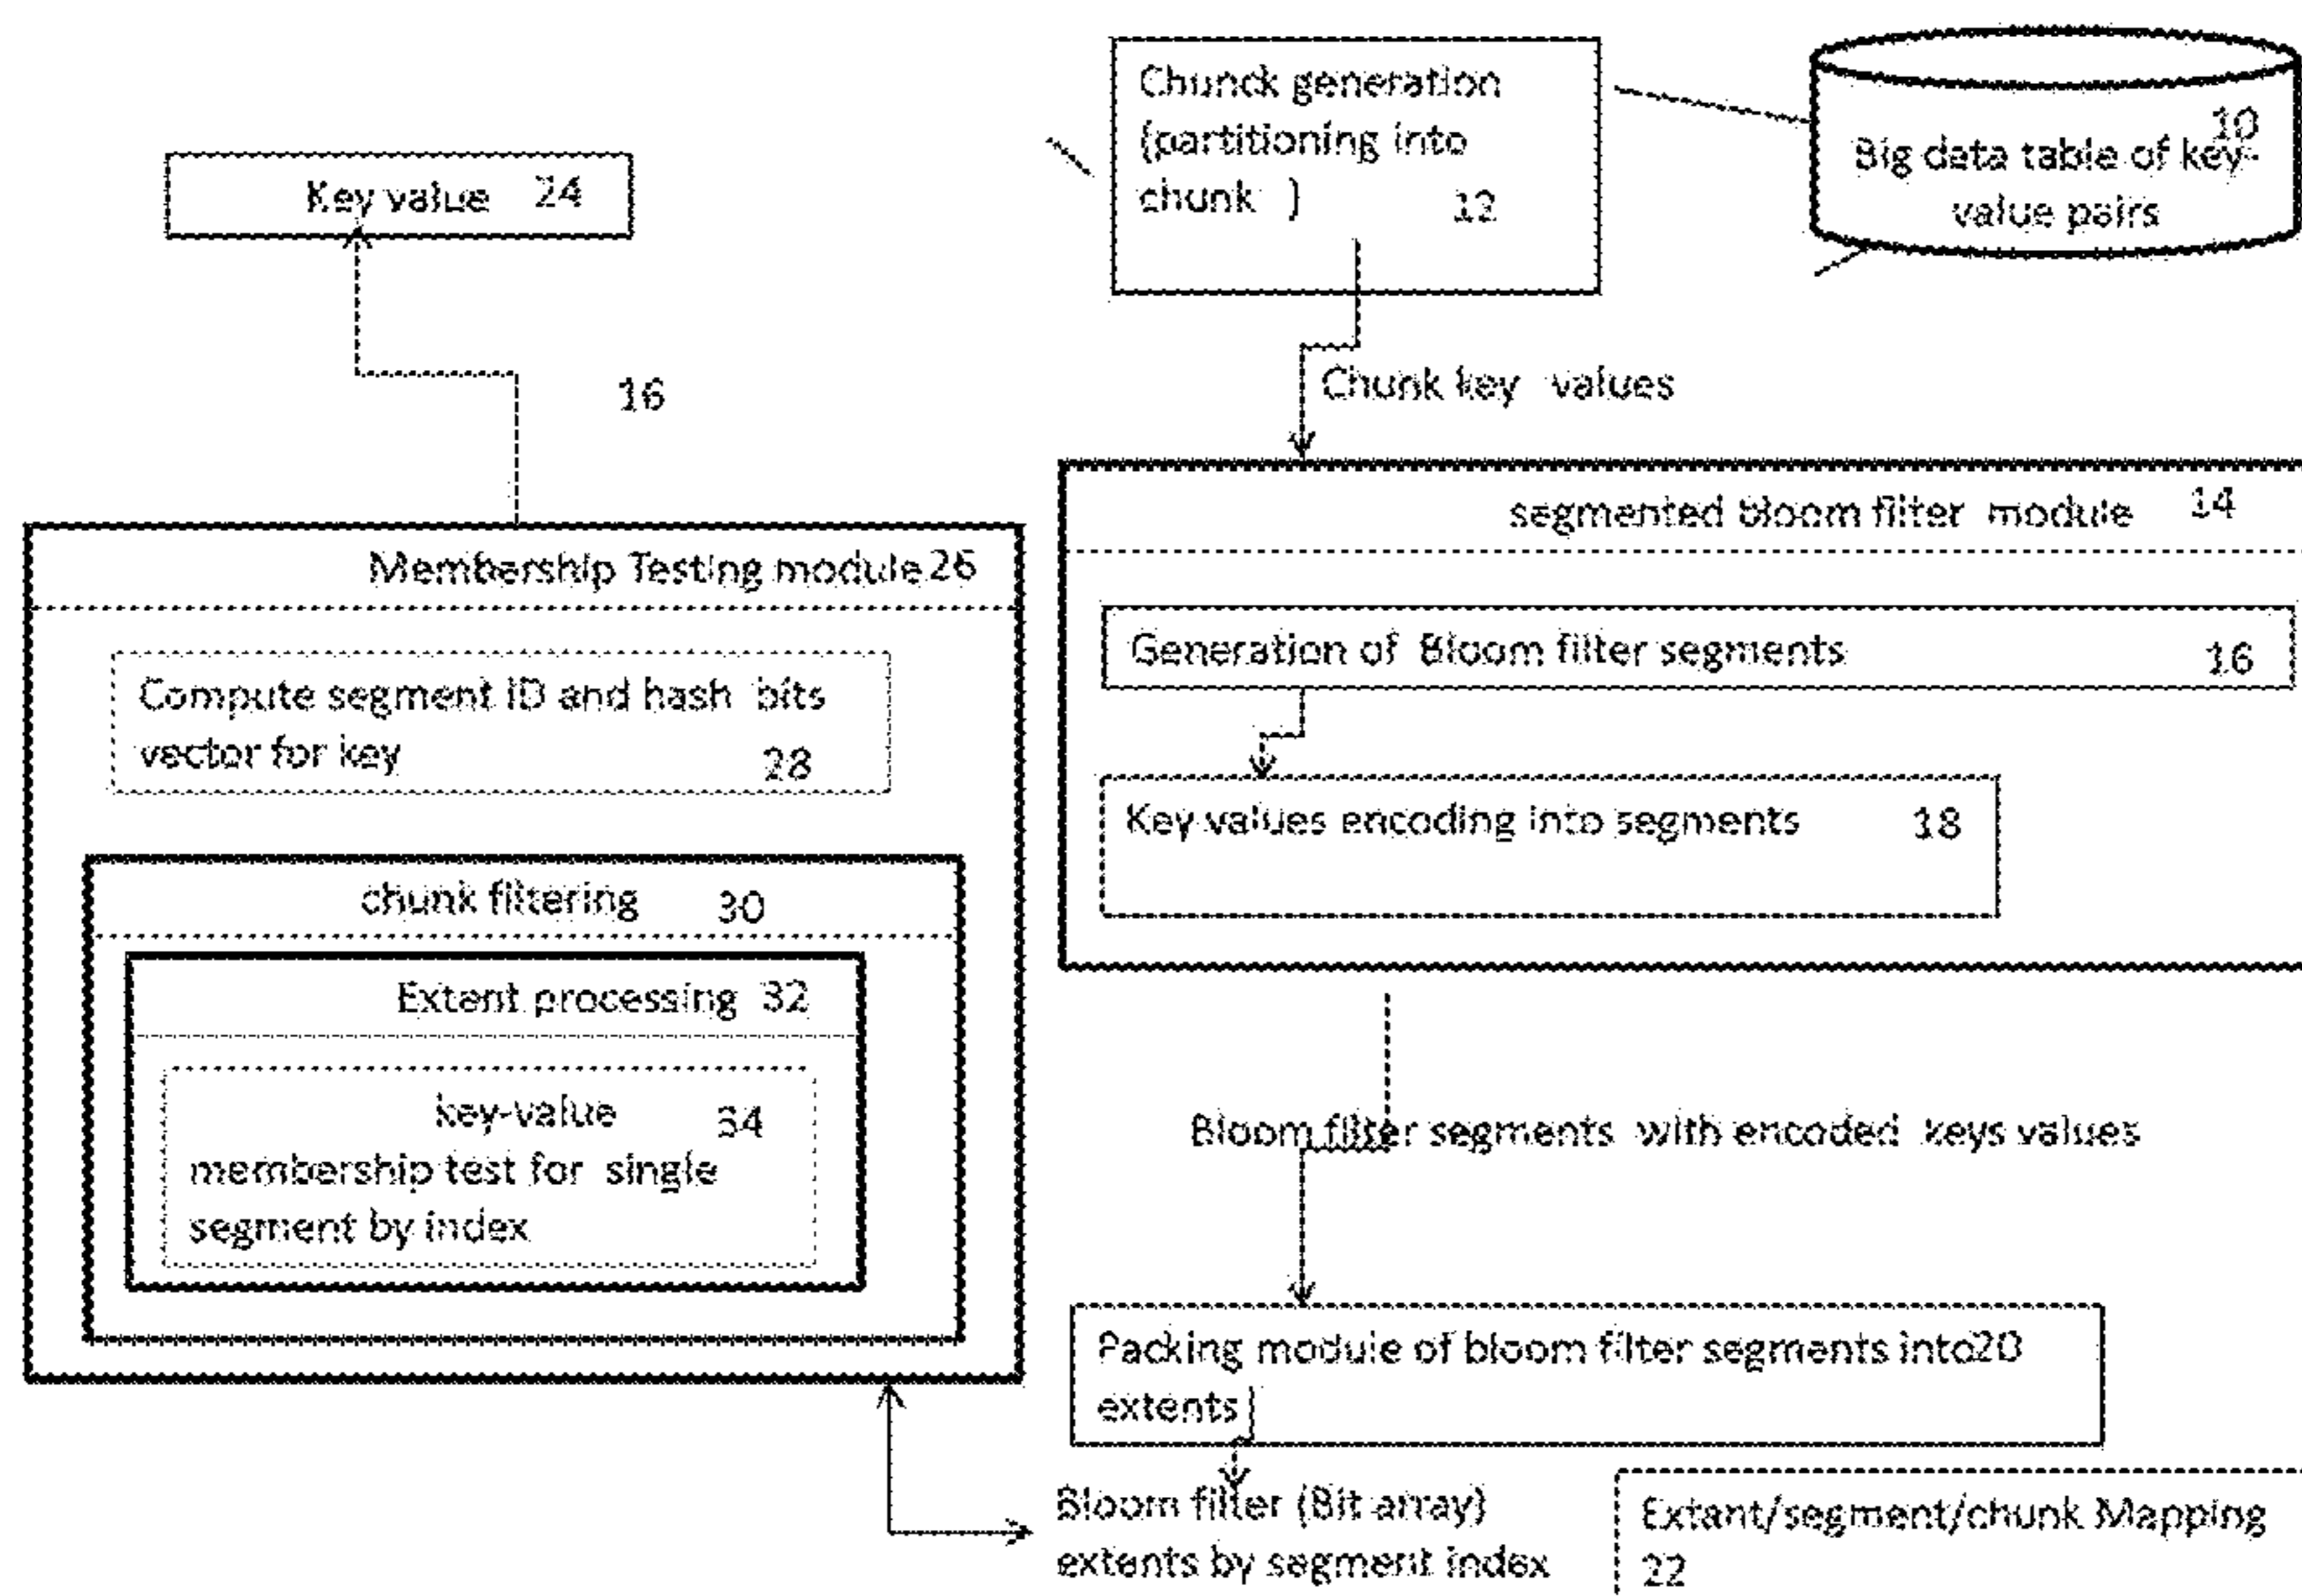 Chunck generation
(partitioning into
chunk )
12
10
Big data table of key-
value pairs
Key value 24
16
Chunk key values
segmented bloom filter module 14
Generation of Bloom filter segments 16
Key values encoding into segments 18
Membership Testing module 26
Compute segment ID and hash bits
vector for key 28
chunk filtering 30
Extent processing 32
key-value 34
membership test for single
segment by index
Bloom filter segments with encoded keys values
Packing module of bloom filter segments into 20
extents
Bloom filter (Bit array)
extents by segment index
Extant/segment/chunk Mapping
22